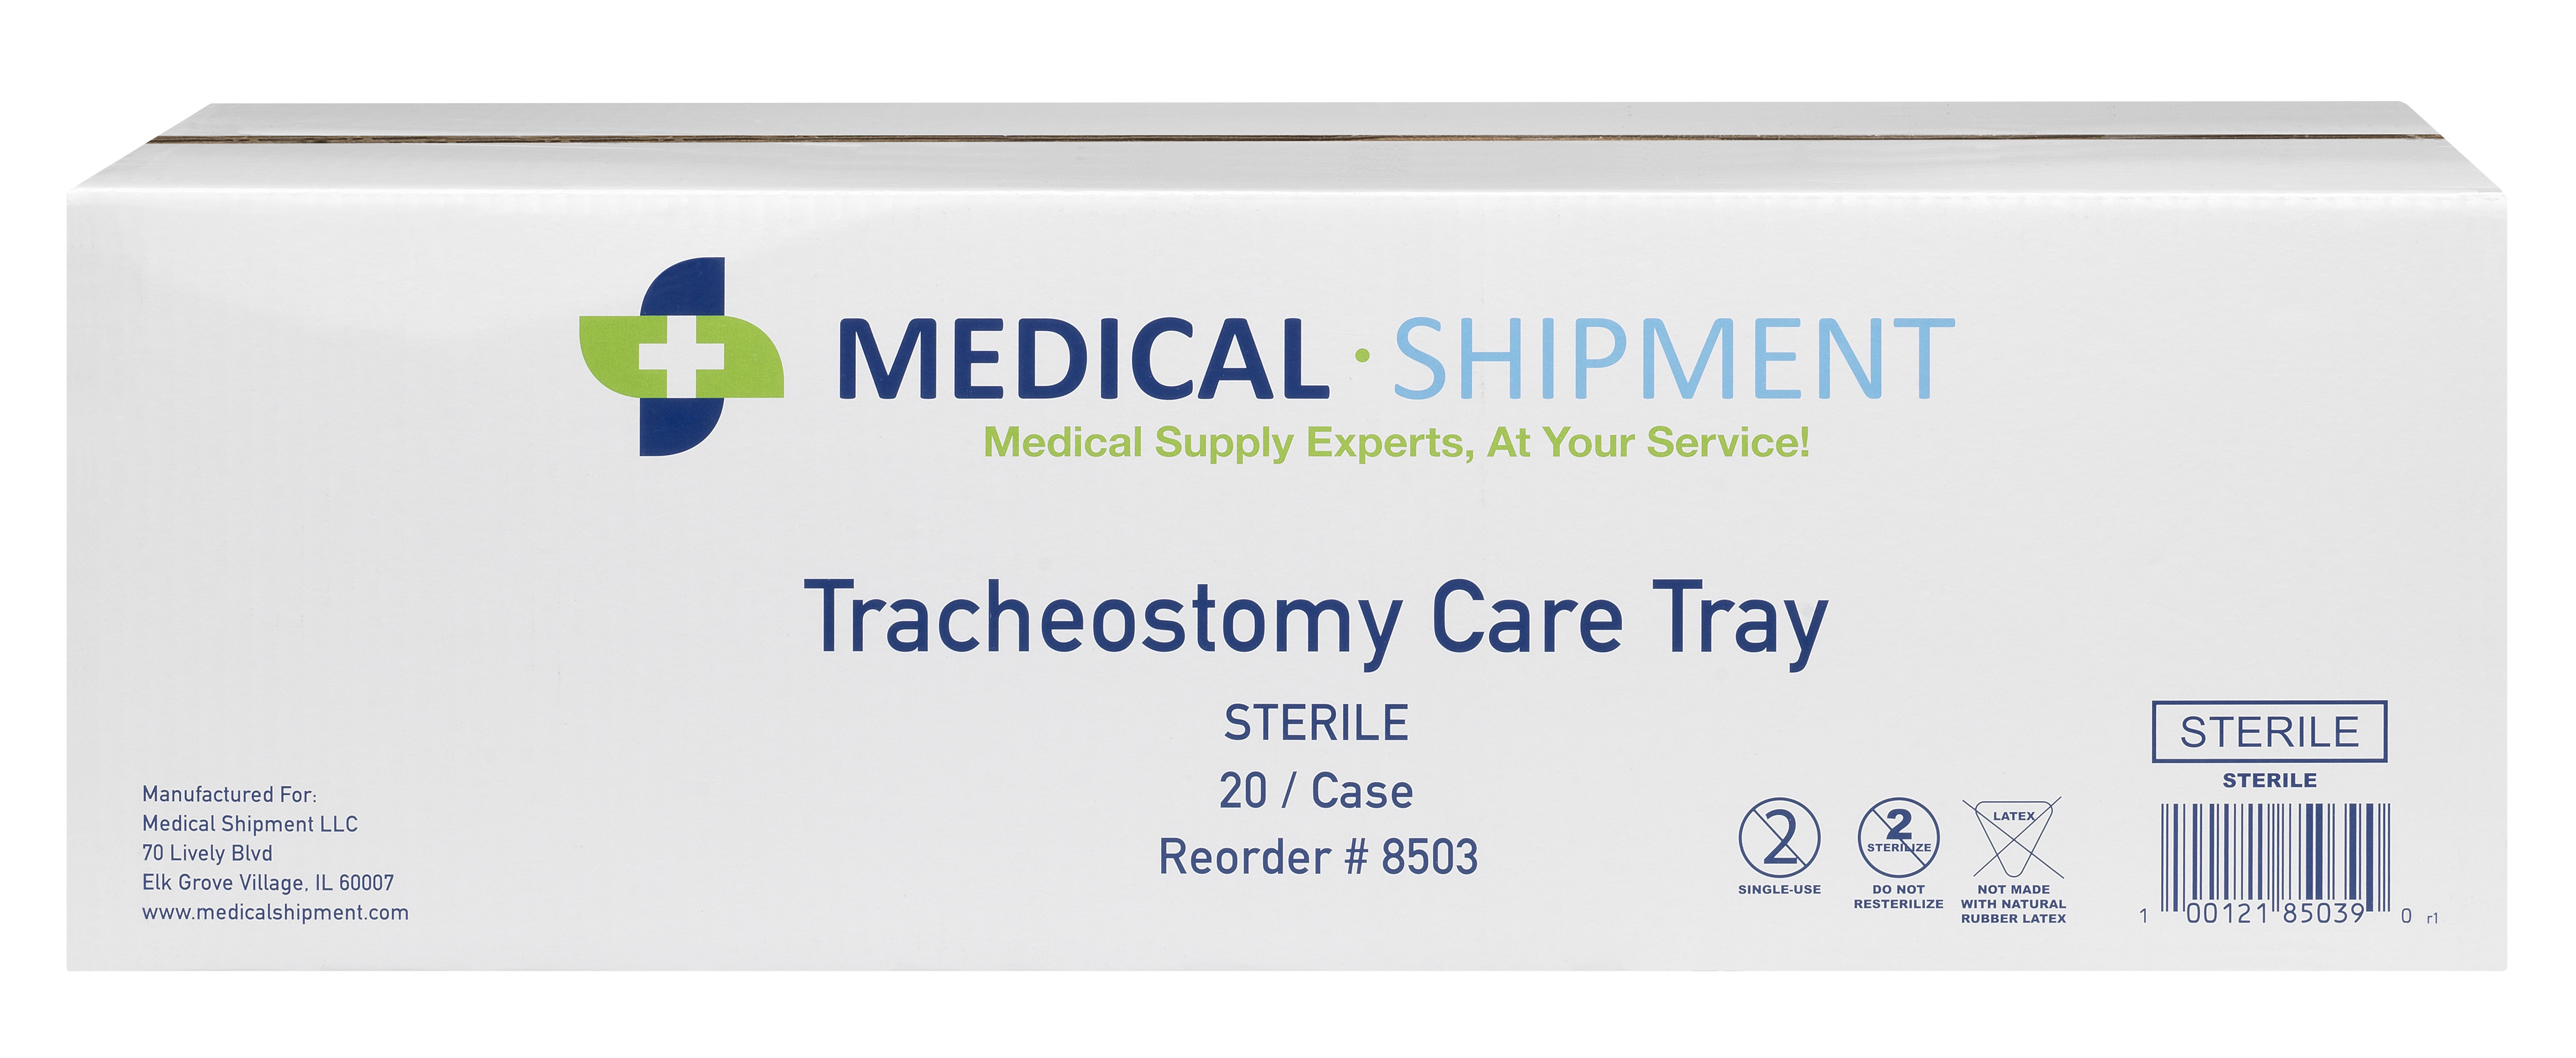 MEDICAL · SHIPMENT
Medical Supply Experts, At Your Service!
Tracheostomy Care Tray
STERILE
20 / Case
Reorder # 8503
Manufactured For:
Medical Shipment LLC
70 Lively Blvd
Elk Grove Village, IL 60007
www.medicalshipment.com
2
SINGLE-USE
2
STERILIZE
DO NOT
RESTERILIZE
LATEX
NOT MADE
WITH NATURAL
RUBBER LATEX
STERILE
STERILE
1 00121 85039 0 r1